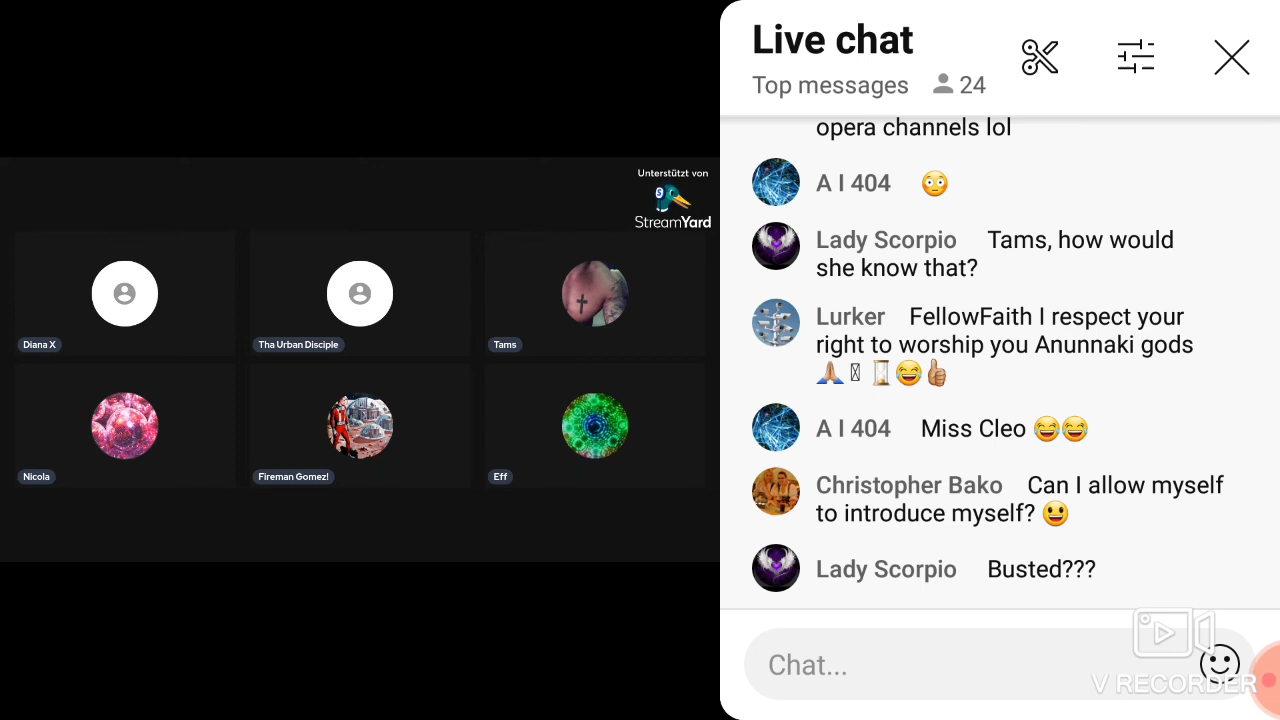 Unterstützt von
StreamYard
Diana X
Tha Urban Disciple
Tams
Nicola
Fireman Gomez!
Eff
Live chat
Top messages 24
opera channels lol
A I 404 😳
Lady Scorpio Tams, how would
she know that?
Lurker FellowFaith I respect your
right to worship you Anunnaki gods
🙏🏽 ⏳😂👍🏽
A I 404 Miss Cleo 😂😂
Christopher Bako Can I allow myself
to introduce myself? 😃
Lady Scorpio Busted???
Chat...
V RECORDER